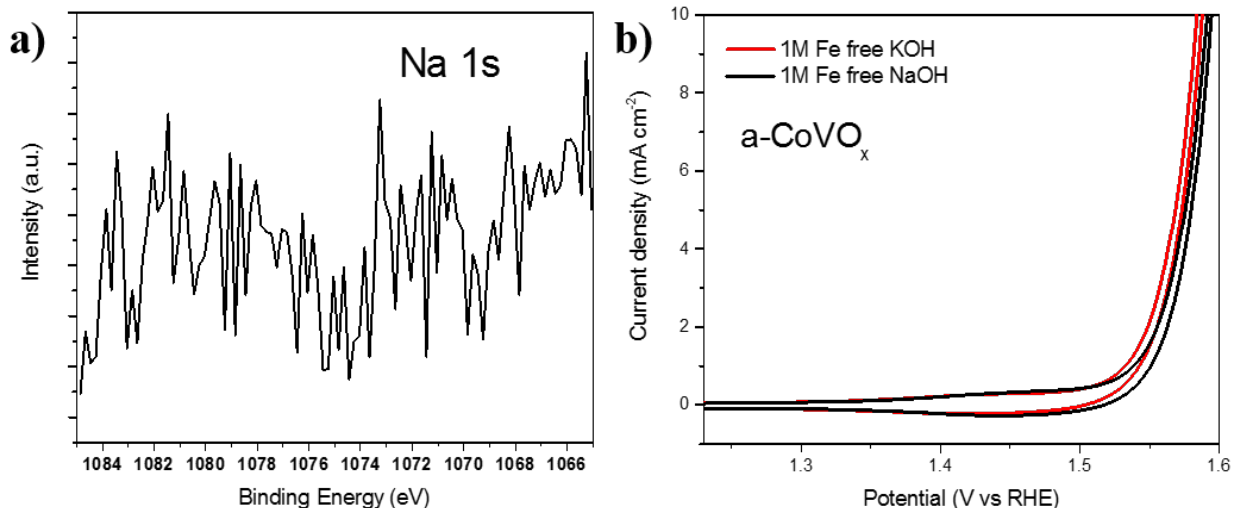 a)
Na 1s
Intensity (a.u.)
1084 1082 1080 1078 1076 1074 1072 1070 1068 1066
Binding Energy (eV)
b)
1M Fe free KOH
1M Fe free NaOH
a-CoVOₓ
Current density (mA cm⁻²)
10
8
6
4
2
0
1.3 1.4 1.5 1.6
Potential (V vs RHE)